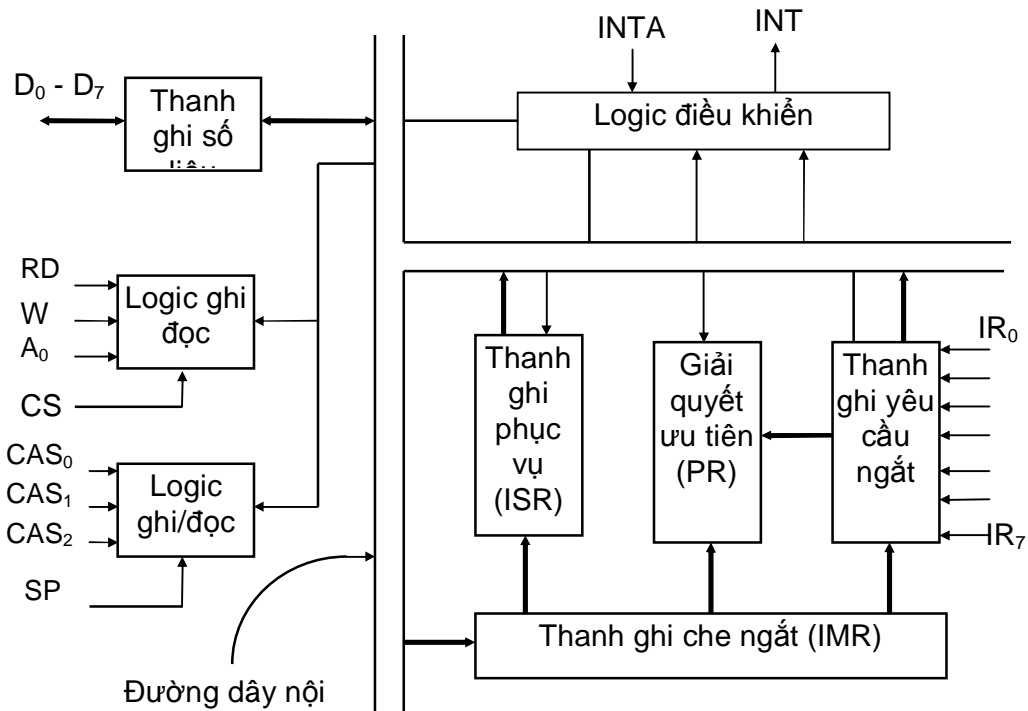 INTA
INT
D₀ - D₇
Thanh
ghi số
Logic điều khiển
RD
W
A₀
CS
Logic ghi
đọc
CAS₀
CAS₁
CAS₂
SP
Logic
ghi/đọc
Thanh
ghi
phục
vụ
(ISR)
Giải
quyết
ưu tiên
(PR)
Thanh
ghi yêu
cầu
ngắt
IR₀
IR₇
Thanh ghi che ngắt (IMR)
Đường dây nội